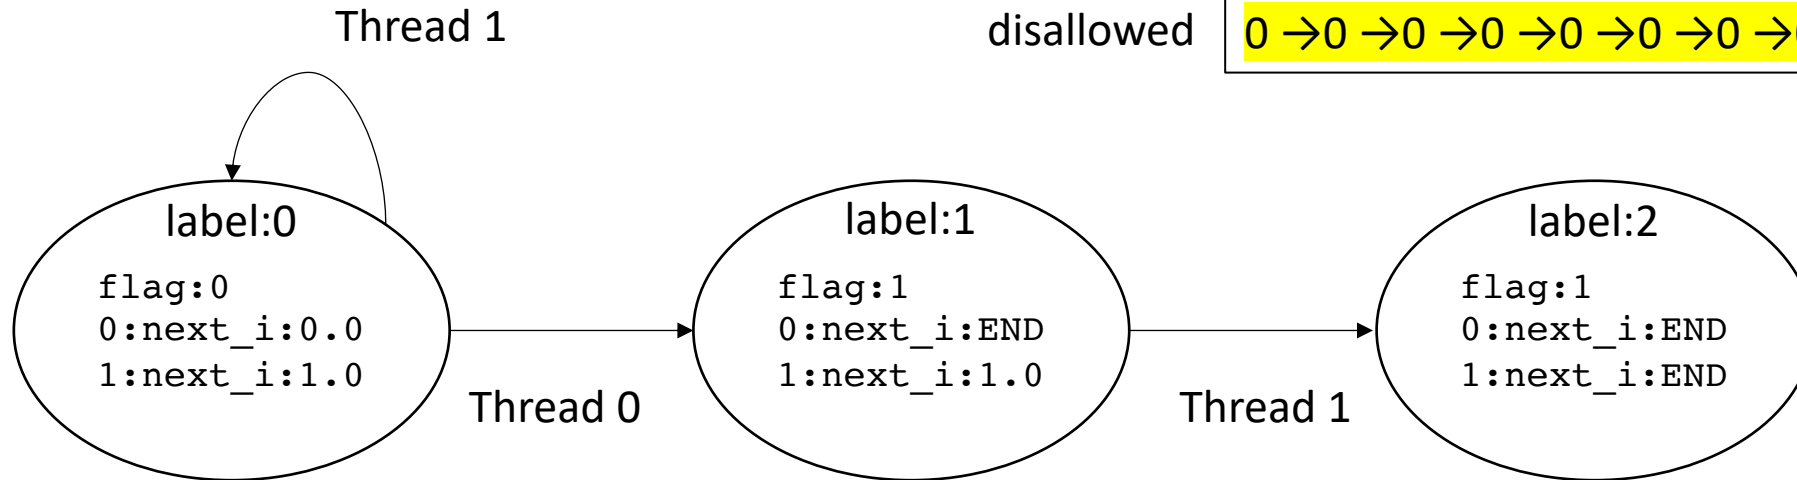 Thread 1
disallowed
0 →0 →0 →0 →0 →0 →0 →
label:0
flag:0
0:next_i:0.0
1:next_i:1.0
Thread 0
label:1
flag:1
0:next_i:END
1:next_i:1.0
Thread 1
label:2
flag:1
0:next_i:END
1:next_i:END